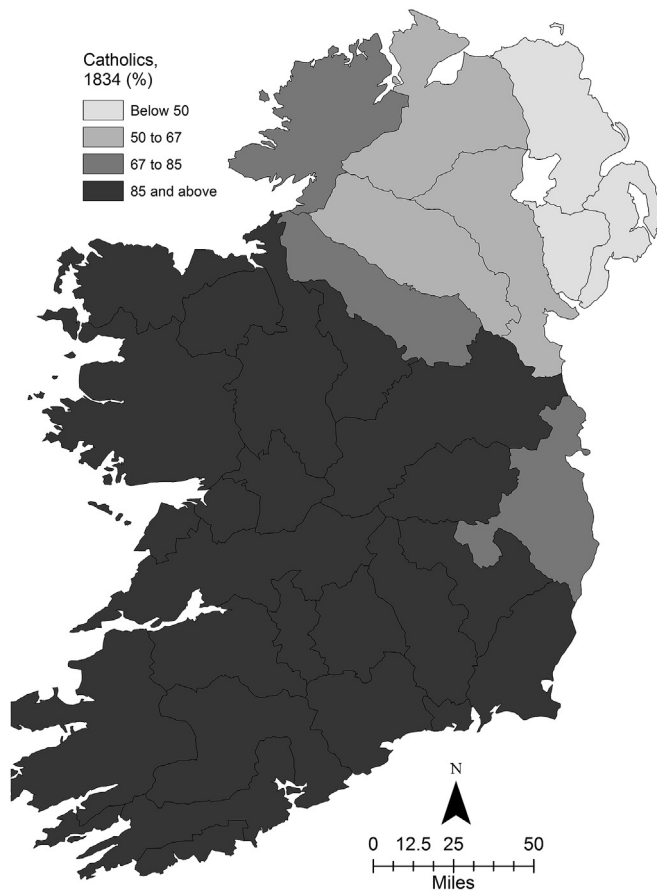 Catholics,
1834 (%)
Below 50
50 to 67
67 to 85
85 and above
N
0 12.5 25 50
Miles